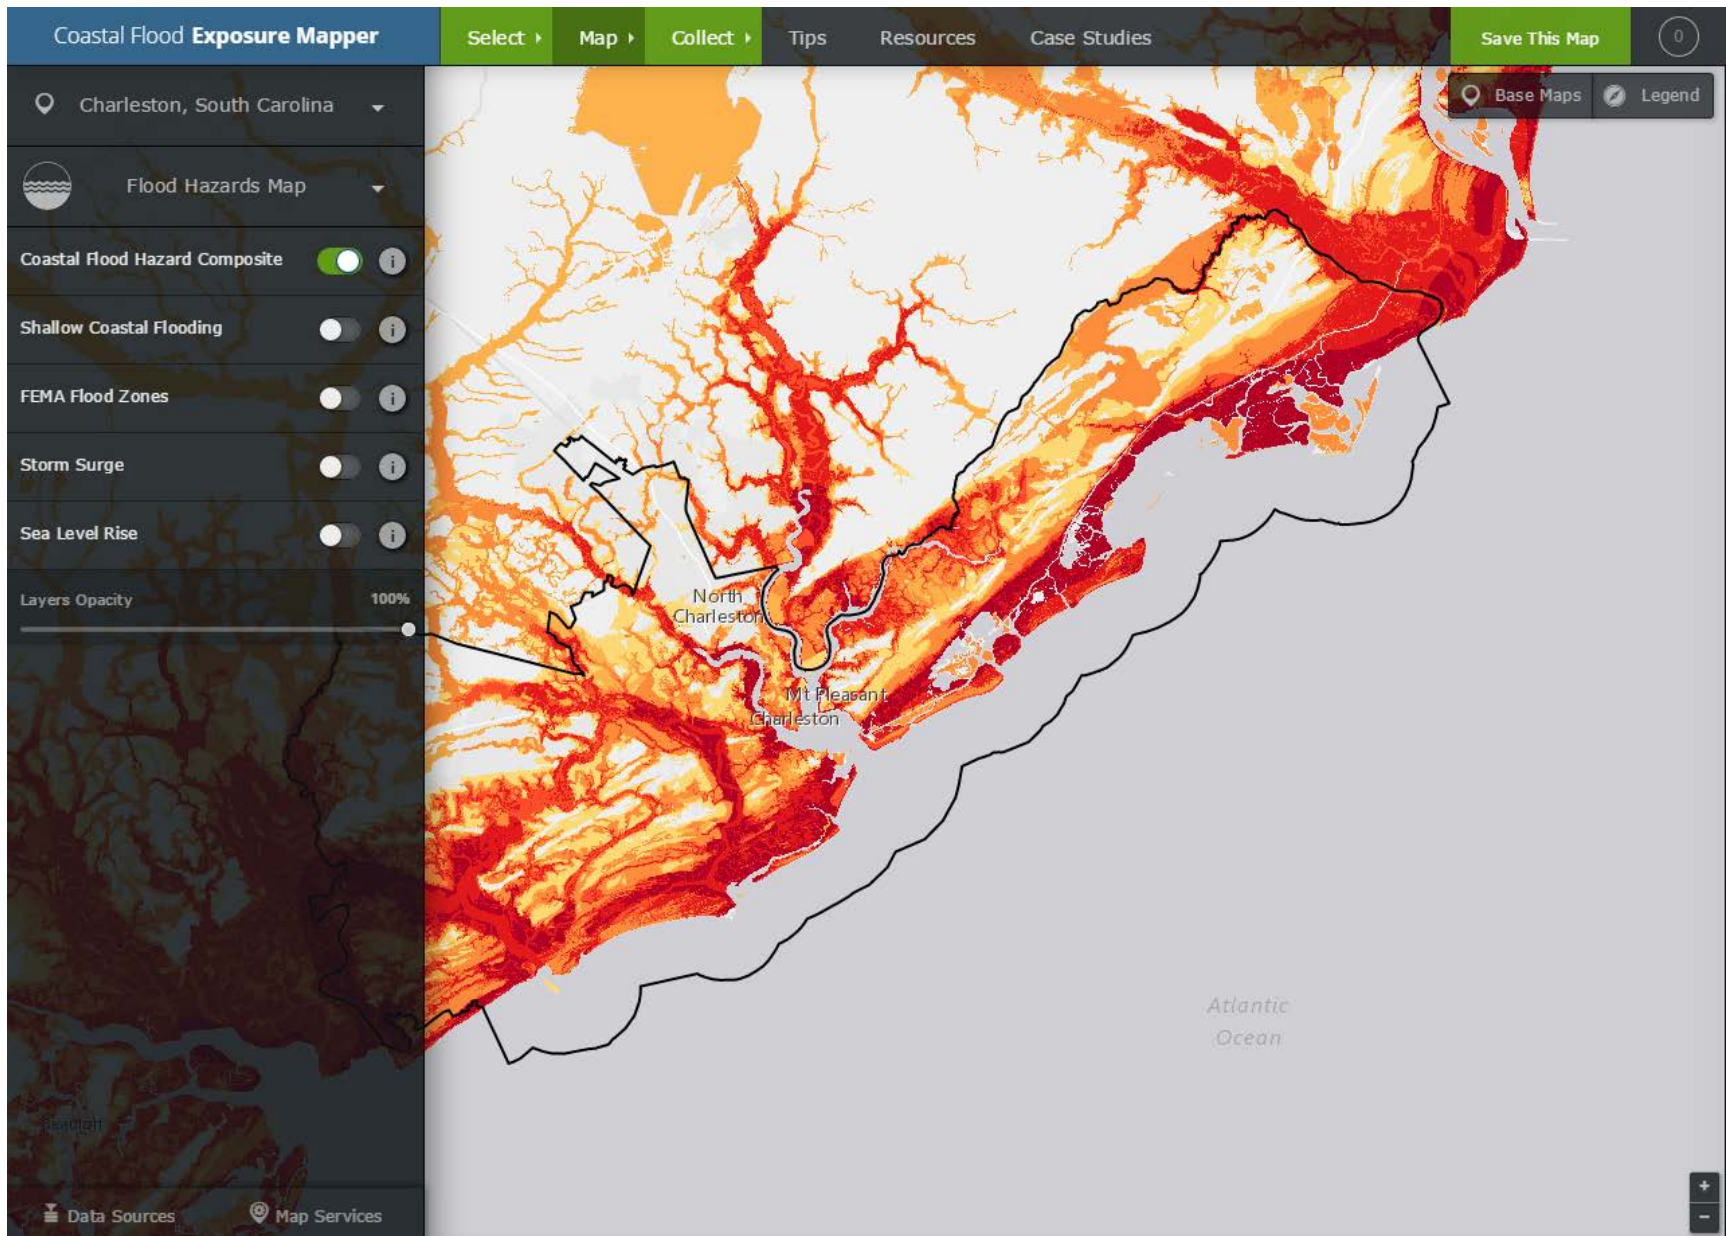 Coastal Flood Exposure Mapper
Select
Map
Collect
Tips
Resources
Case Studies
Save This Map
0
Charleston, South Carolina
Base Maps
Legend
Flood Hazards Map
Coastal Flood Hazard Composite
i
Shallow Coastal Flooding
i
FEMA Flood Zones
i
Storm Surge
i
Sea Level Rise
i
Layers Opacity
100%
North
Charleston
Mt Pleasant
Charleston
Atlantic
Ocean
Beaufort
Data Sources
Map Services
+
−